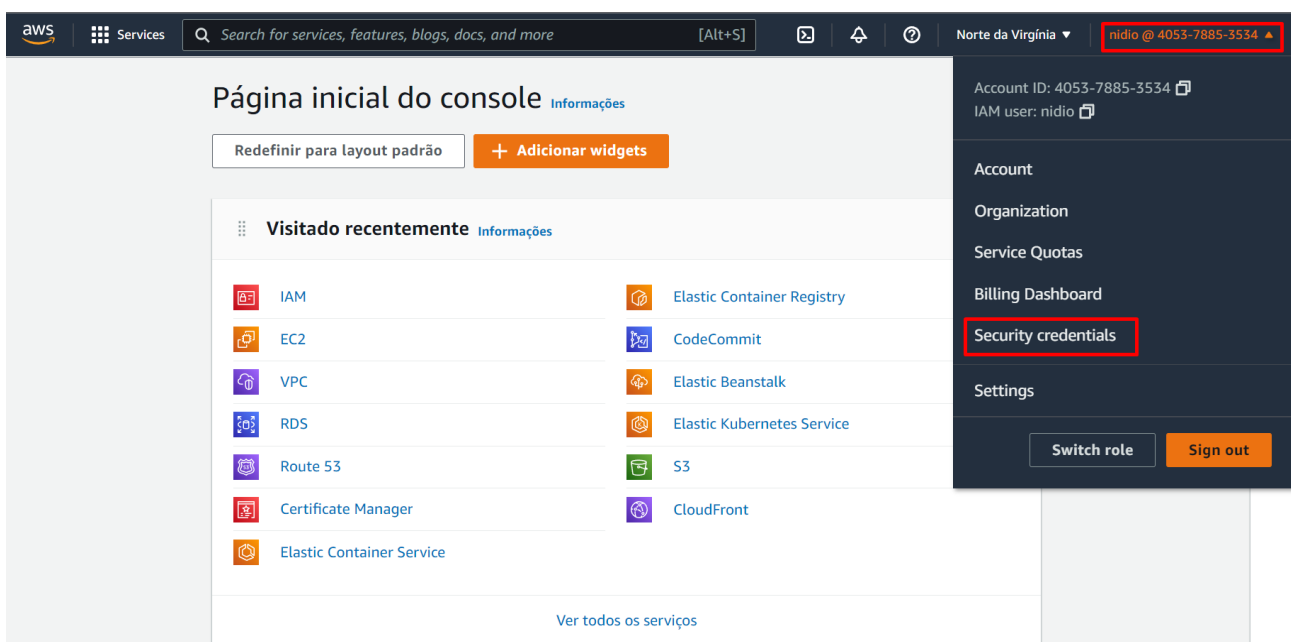 aws Services Search for services, features, blogs, docs, and more [Alt+S] Norte da Virgínia ▼ nidio @ 4053-7885-3534 ▲
Account ID: 4053-7885-3534
IAM user: nidio
Account
Organization
Service Quotas
Billing Dashboard
Security credentials
Settings
Switch role Sign out
Página inicial do console Informações
Redefinir para layout padrão + Adicionar widgets
Visitado recentemente Informações
IAM
EC2
VPC
RDS
Route 53
Certificate Manager
Elastic Container Service
Elastic Container Registry
CodeCommit
Elastic Beanstalk
Elastic Kubernetes Service
S3
CloudFront
Ver todos os serviços